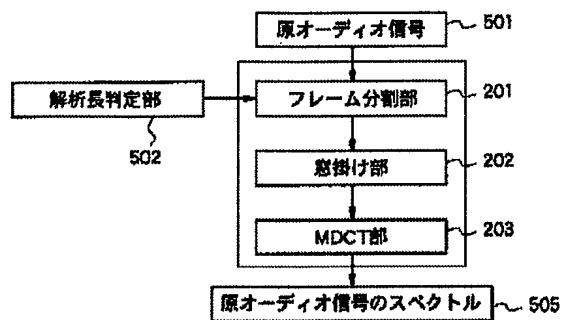 原オーディオ信号 501
解析長判定部
502
フレーム分割部 201
窓掛け部 202
MDCT部 203
原オーディオ信号のスペクトル 505